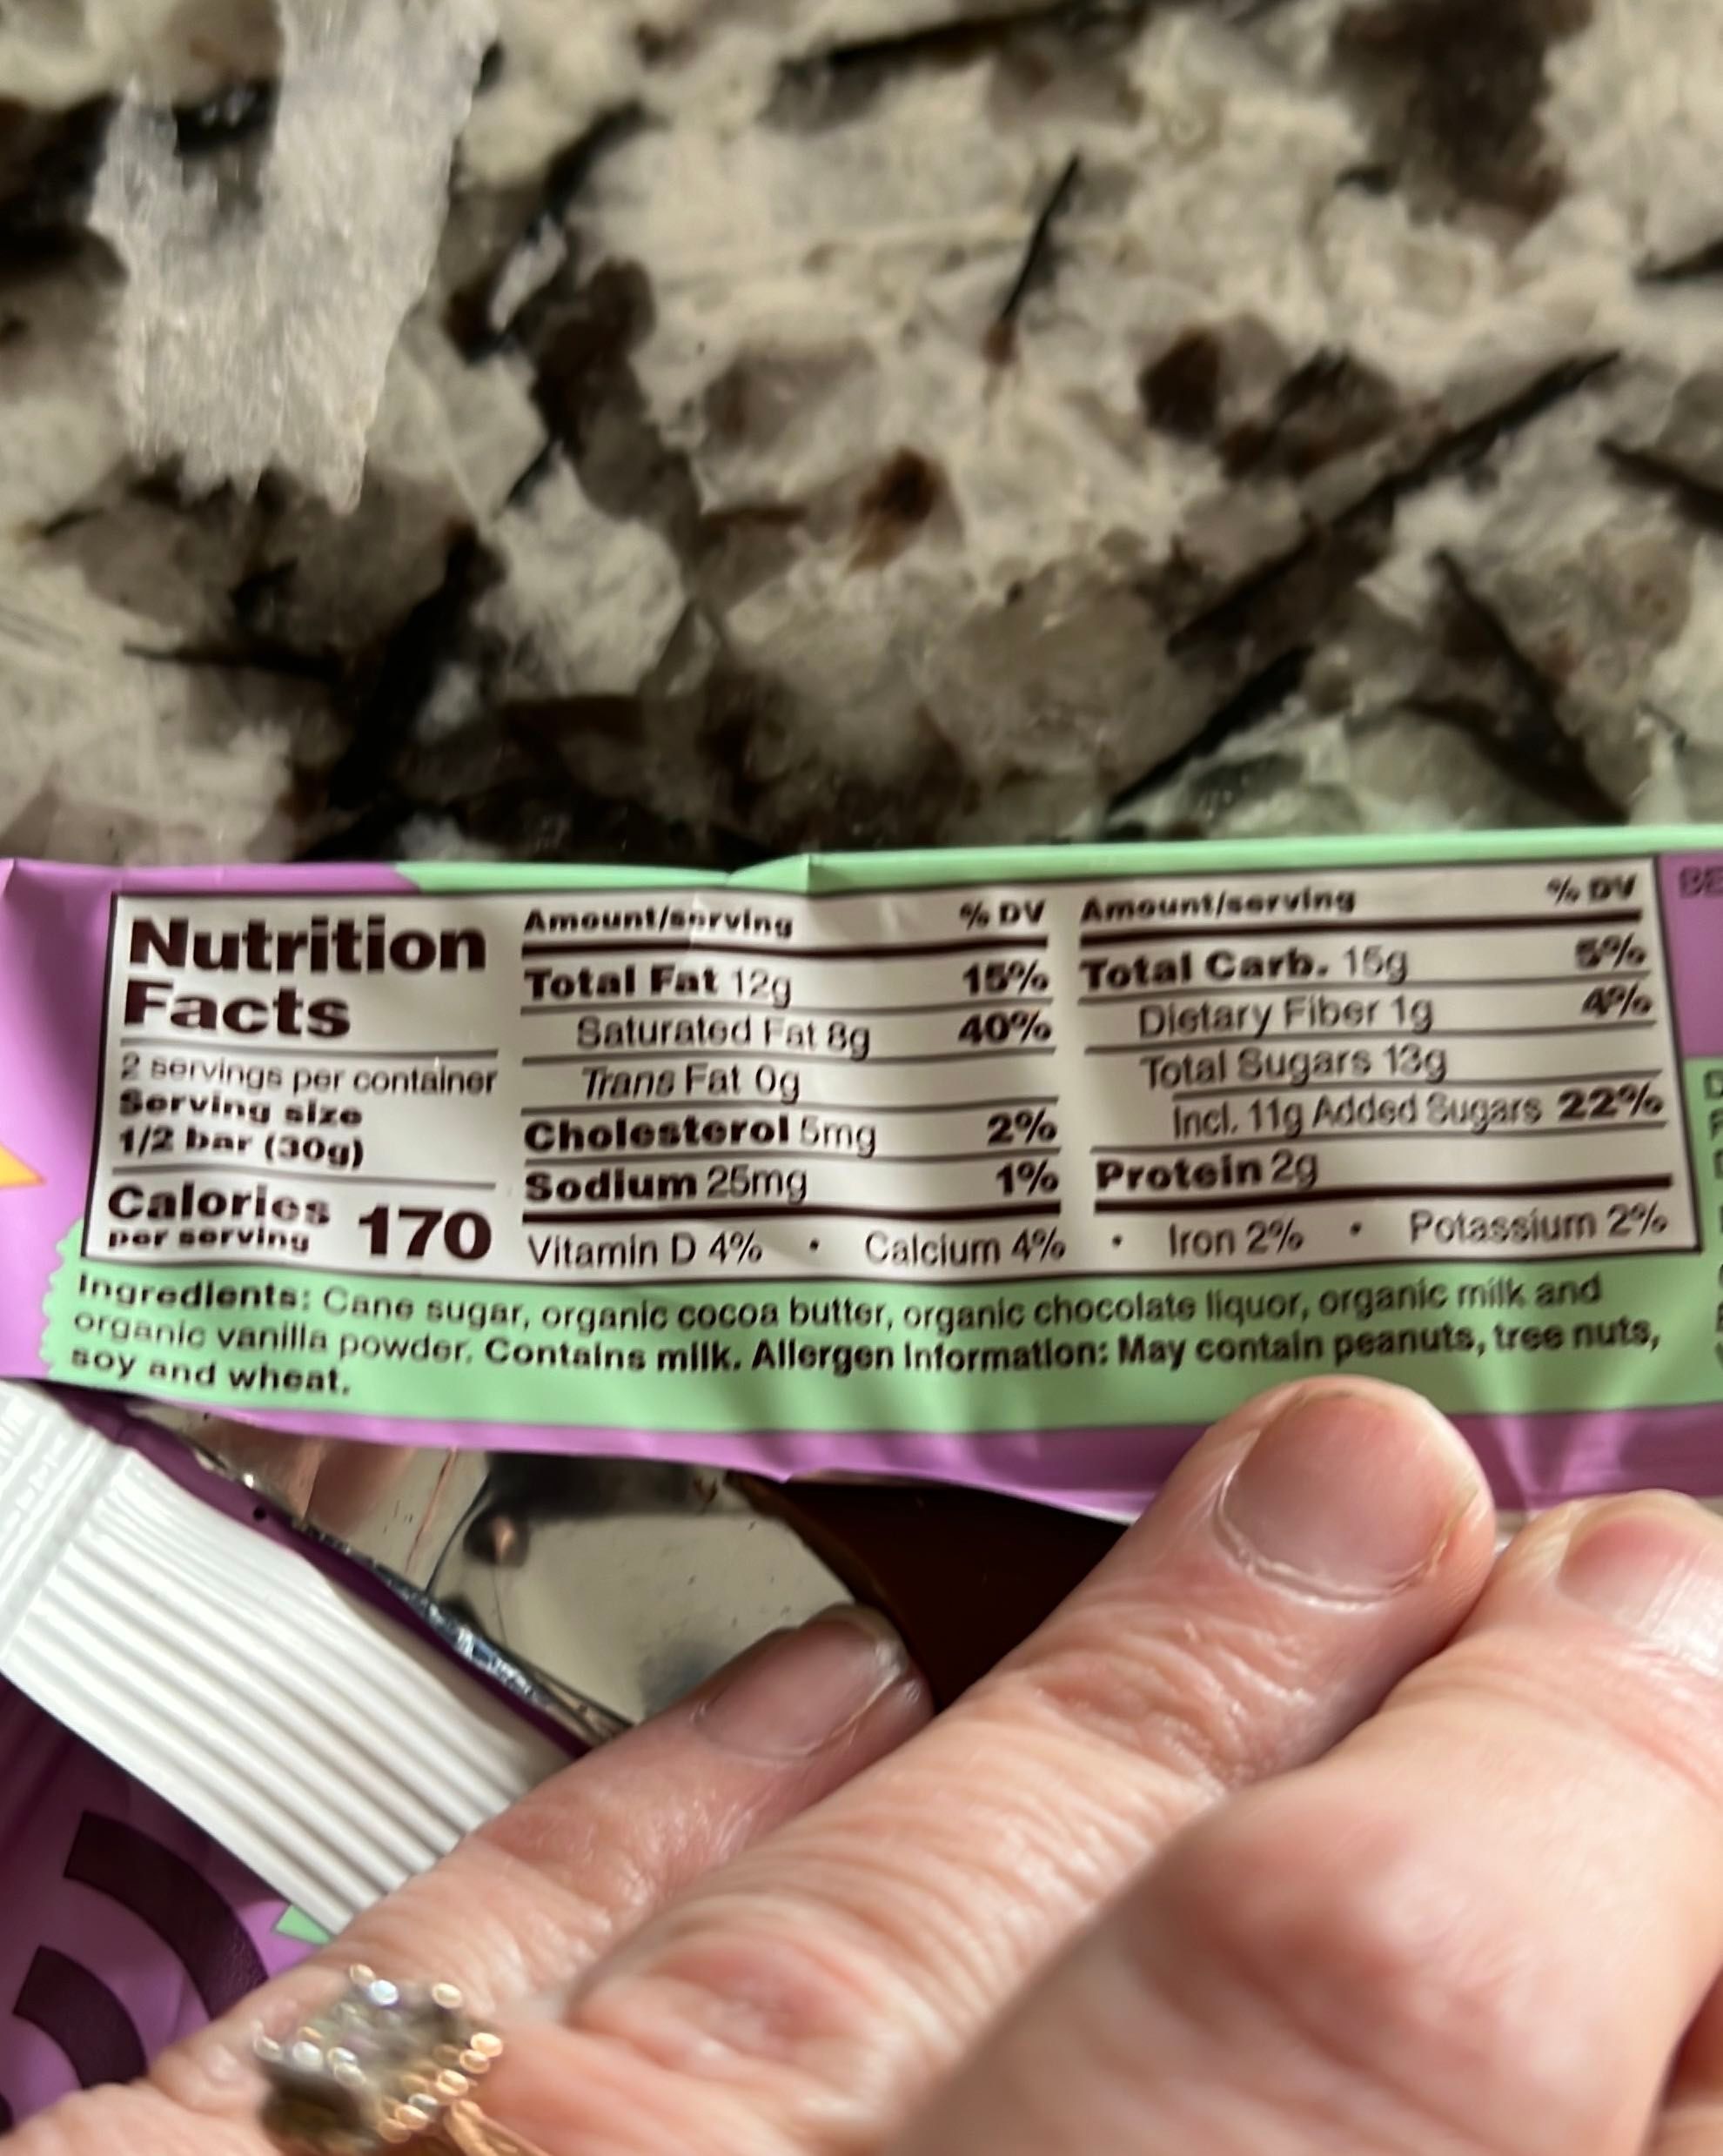 Nutrition
Facts
2 servings per container
Serving size
1/2 bar (30g)
Calories
per serving
170
Amount/serving % DV
Total Fat 12g 15%
Saturated Fat 8g 40%
Trans Fat 0g
Cholesterol 5mg 2%
Sodium 25mg 1%
Amount/serving % DV
Total Carb. 15g 5%
Dietary Fiber 1g 4%
Total Sugars 13g
Incl. 11g Added Sugars 22%
Protein 2g
Vitamin D 4% • Calcium 4% • Iron 2% • Potassium 2%
Ingredients: Cane sugar, organic cocoa butter, organic chocolate liquor, organic milk and
organic vanilla powder. Contains milk. Allergen Information: May contain peanuts, tree nuts,
soy and wheat.